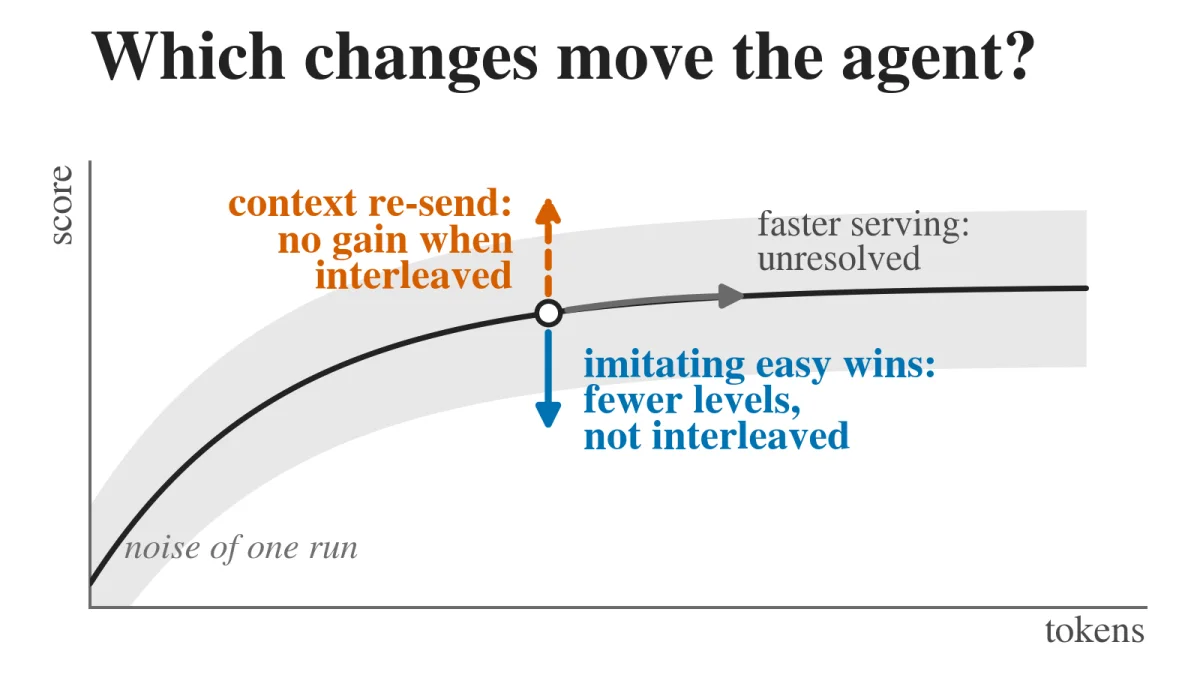 Which changes move the agent?
score
context re-send:
no gain when
interleaved
faster serving:
unresolved
imitating easy wins:
fewer levels,
not interleaved
noise of one run
tokens